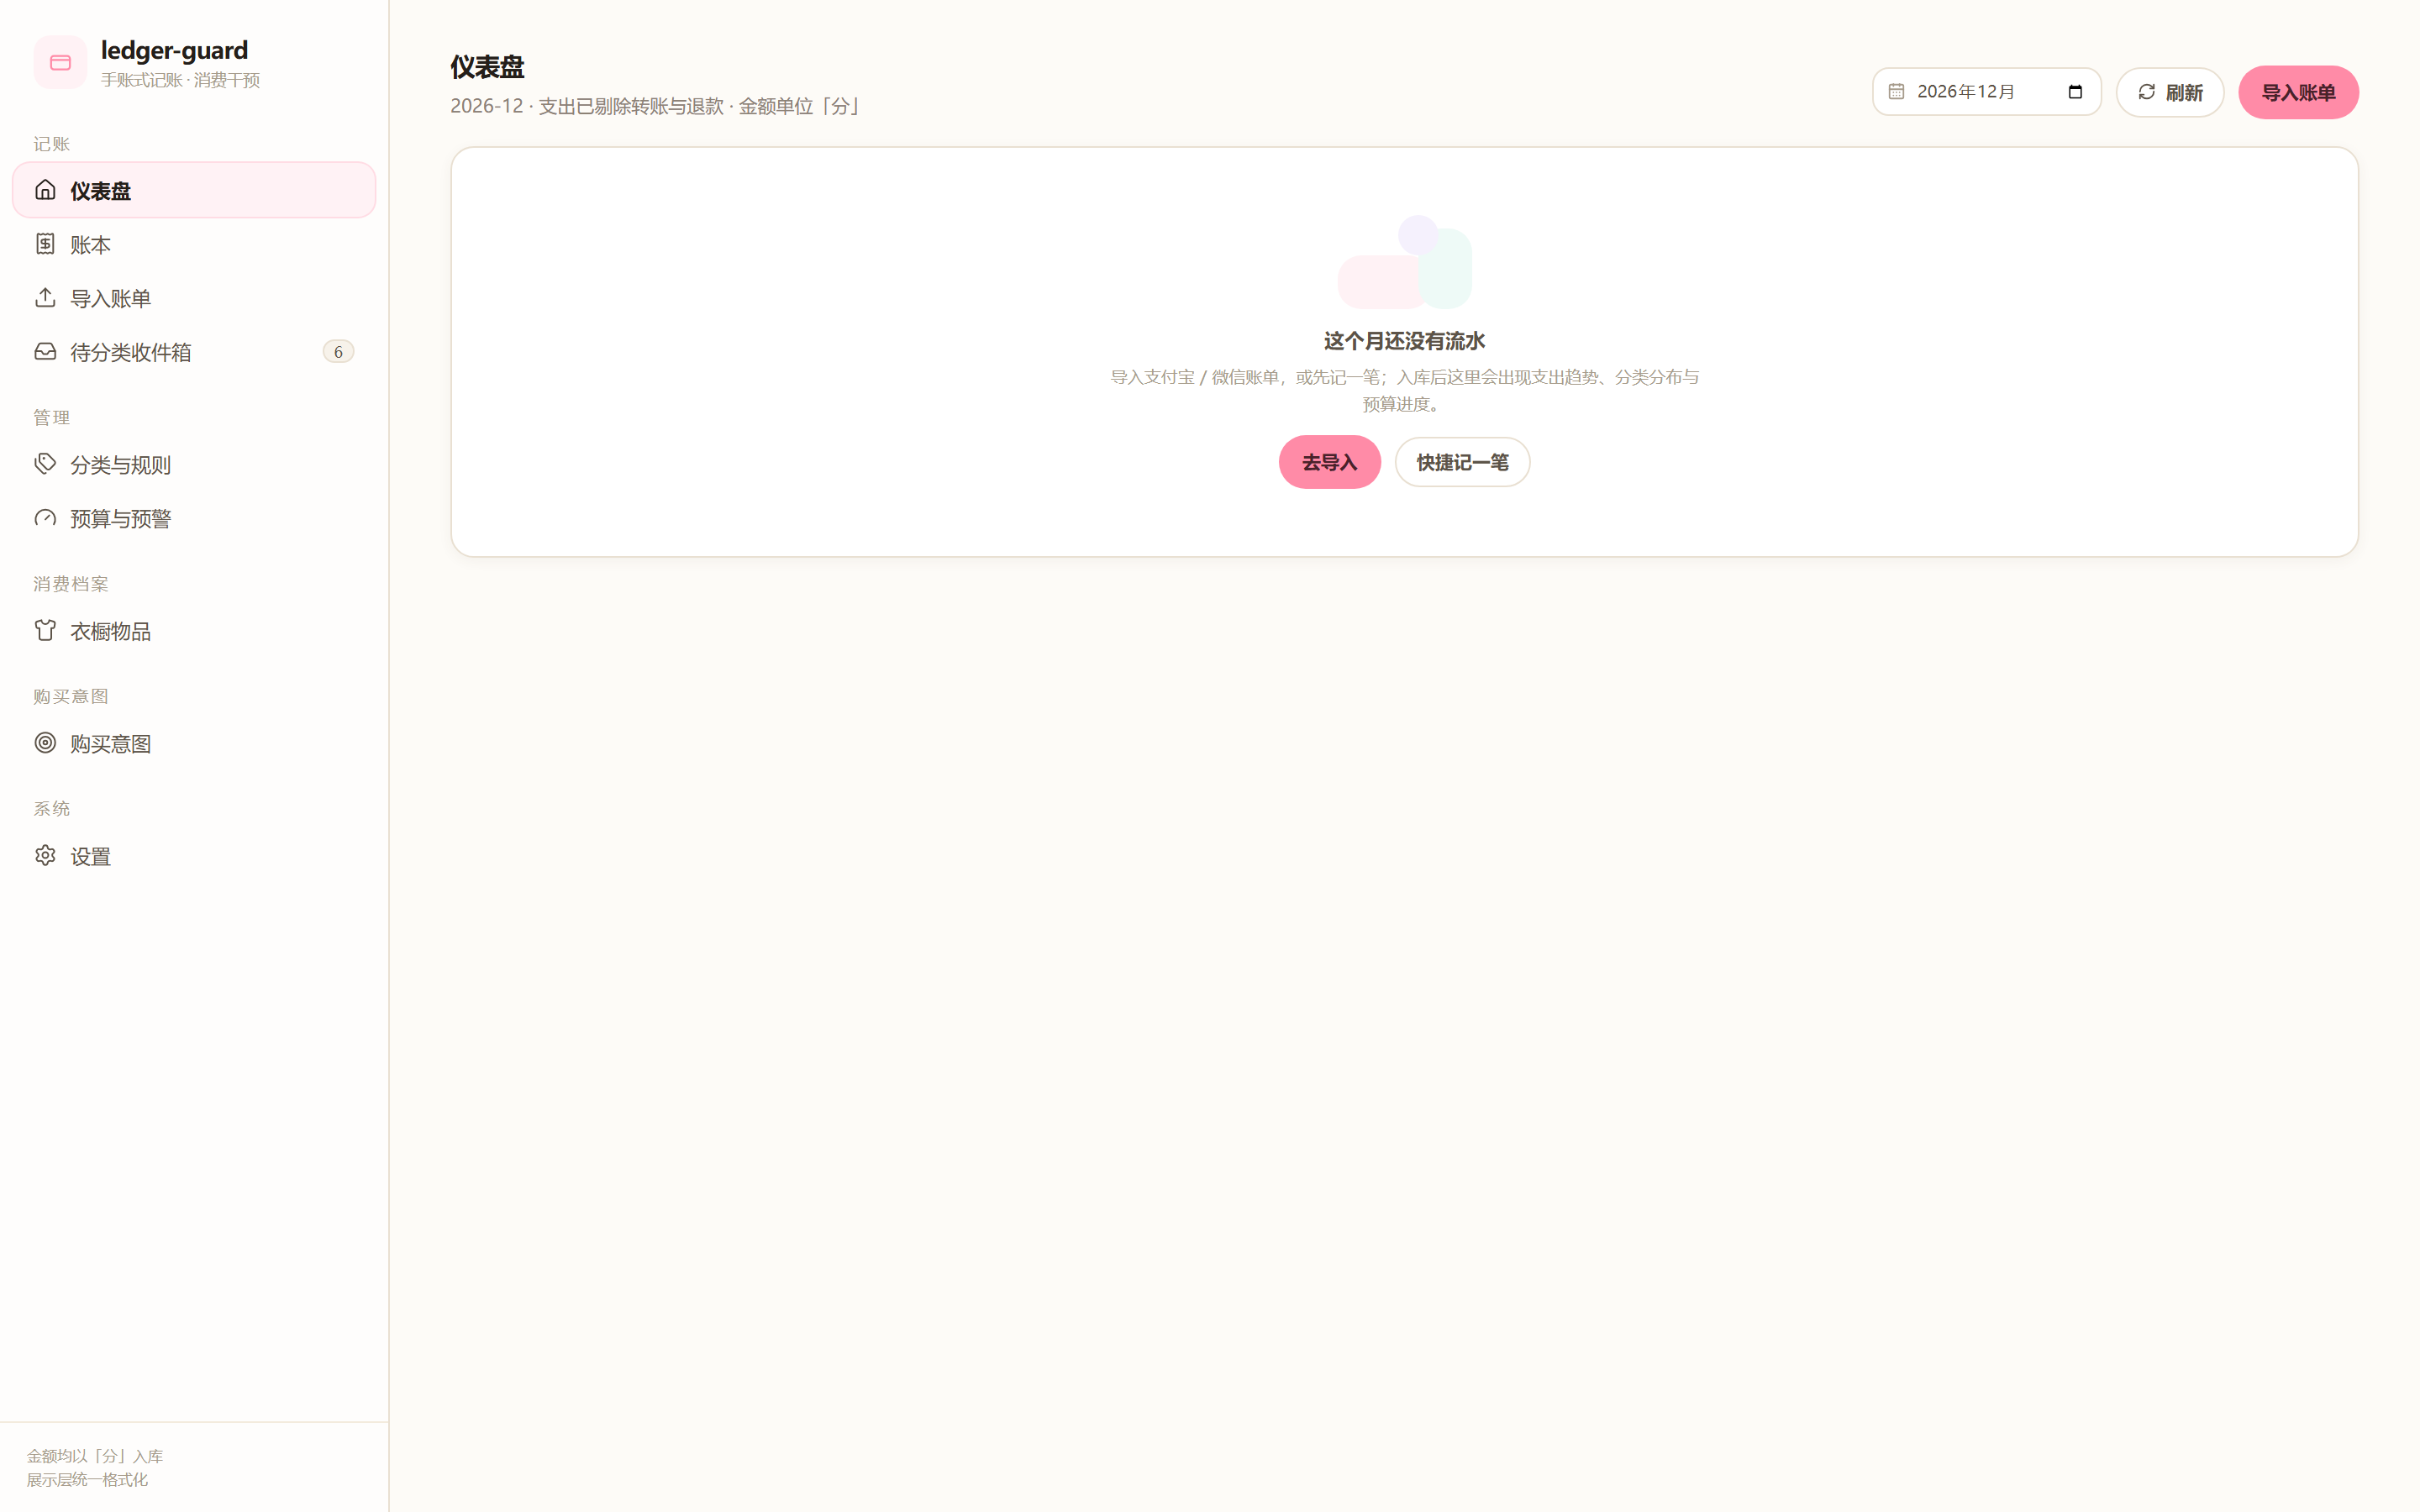 ledger-guard
手账式记账 · 消费干预
记账
仪表盘
账本
导入账单
待分类收件箱
6
管理
分类与规则
预算与预警
消费档案
衣橱物品
购买意图
购买意图
系统
设置
金额均以「分」入库
展示层统一格式化
仪表盘
2026-12 · 支出已剔除转账与退款 · 金额单位「分」
2026年12月
刷新
导入账单
这个月还没有流水
导入支付宝 / 微信账单，或先记一笔；入库后这里会出现支出趋势、分类分布与
预算进度。
去导入
快捷记一笔